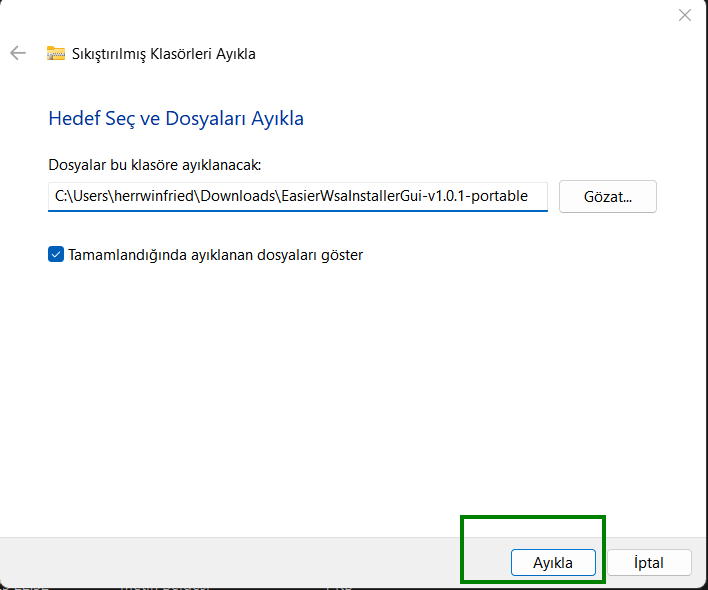 Sıkıştırılmış Klasörleri Ayıkla
Hedef Seç ve Dosyaları Ayıkla
Dosyalar bu klasöre ayıklanacak:
C:\Users\herrwinfried\Downloads\EasierWsaInstallerGui-v1.0.1-portable
Gözat...
Tamamlandığında ayıklanan dosyaları göster
Ayıkla
İptal